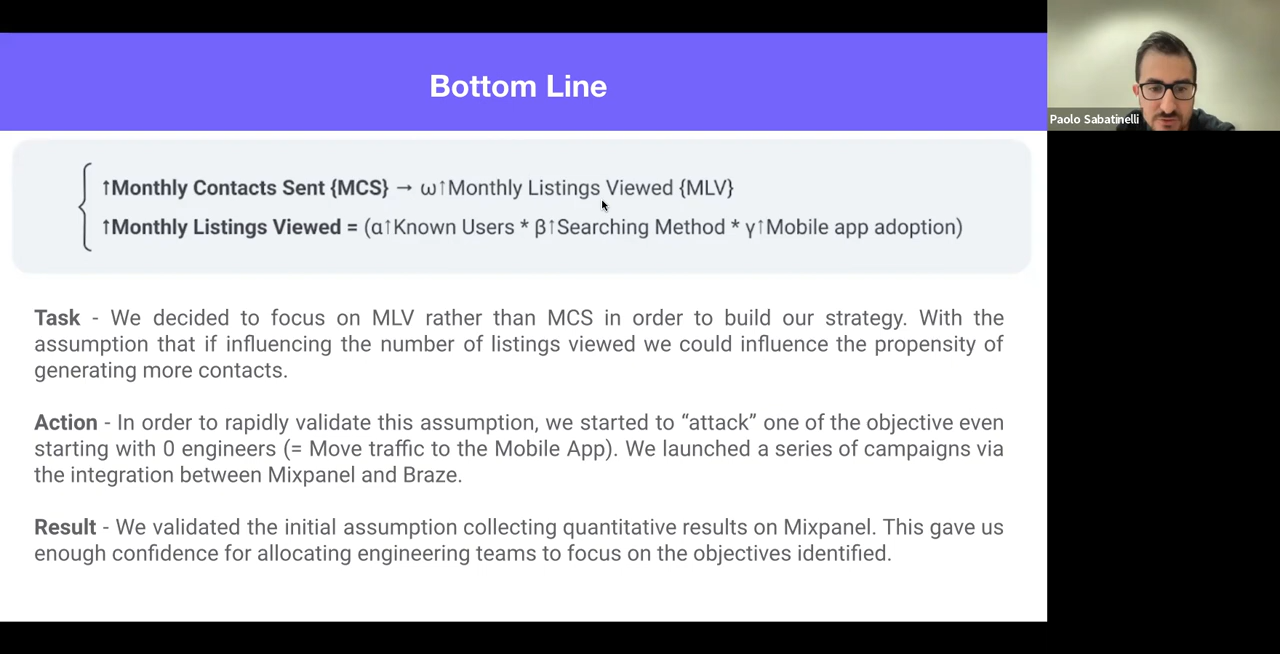 Bottom Line
Paolo Sabatinelli
↑Monthly Contacts Sent {MCS} → ω↑Monthly Listings Viewed {MLV}
↑Monthly Listings Viewed = (α↑Known Users * β↑Searching Method * γ↑Mobile app adoption)
Task - We decided to focus on MLV rather than MCS in order to build our strategy. With the
assumption that if influencing the number of listings viewed we could influence the propensity of
generating more contacts.
Action - In order to rapidly validate this assumption, we started to “attack” one of the objective even
starting with 0 engineers (= Move traffic to the Mobile App). We launched a series of campaigns via
the integration between Mixpanel and Braze.
Result - We validated the initial assumption collecting quantitative results on Mixpanel. This gave us
enough confidence for allocating engineering teams to focus on the objectives identified.